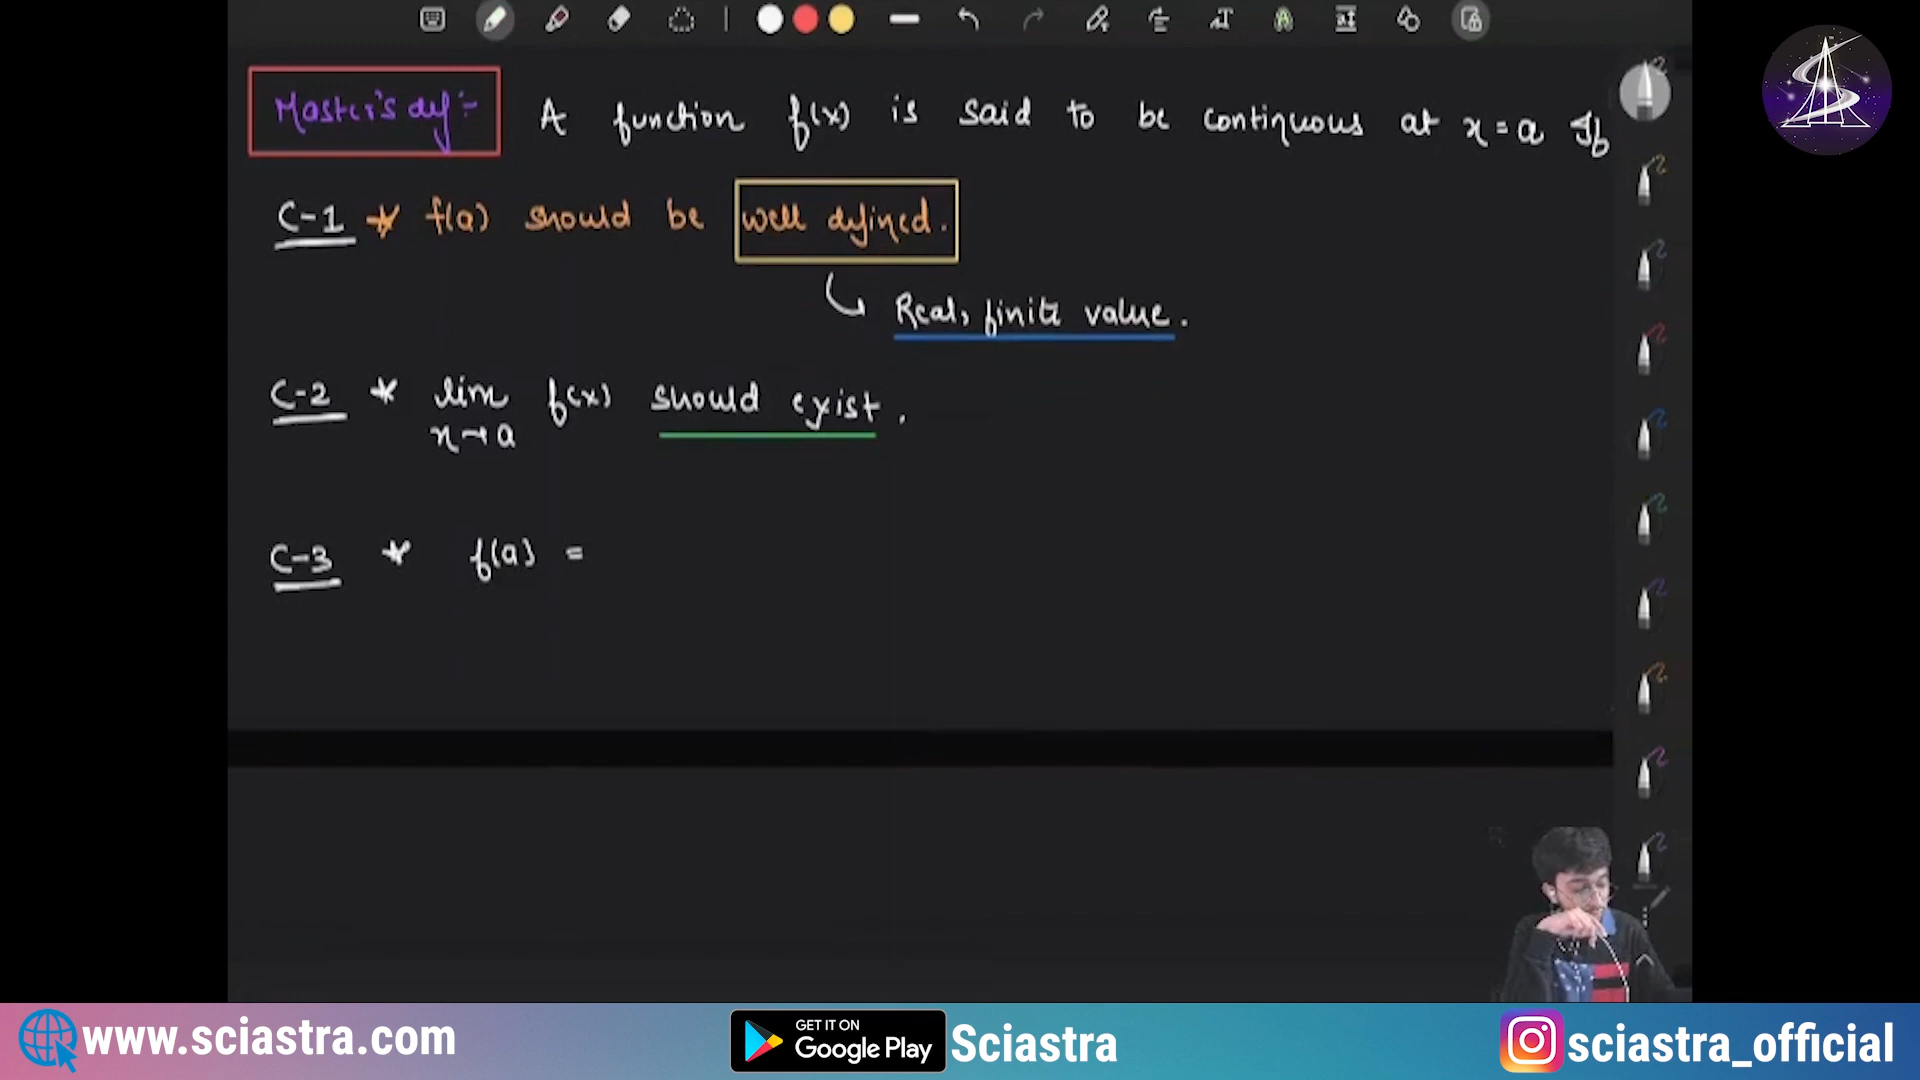 Master's def :- A function f(x) is said to be continuous at x = a If
C-1 * f(a) should be well defined.
Real, finite value.
C-2 * lim f(x) should exist.
x→a
C-3 * f(a) =
www.sciastra.com
GET IT ON
Google Play
Sciastra
sciastra_official